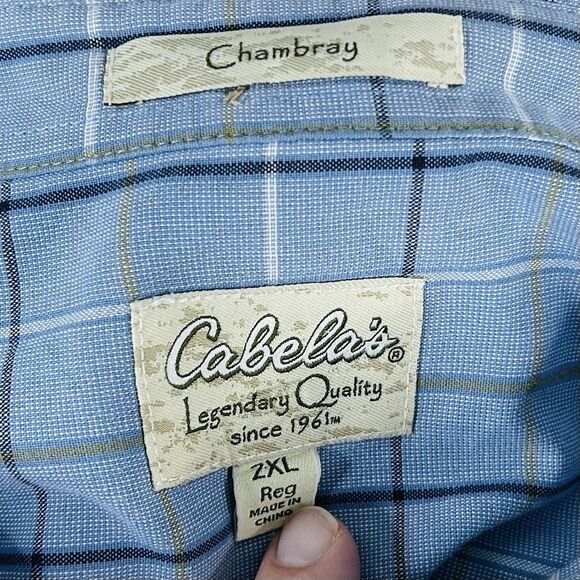 Chambray
Cabela's®
Legendary Quality
since 1961™
2XL
Reg
MADE IN
CHINA